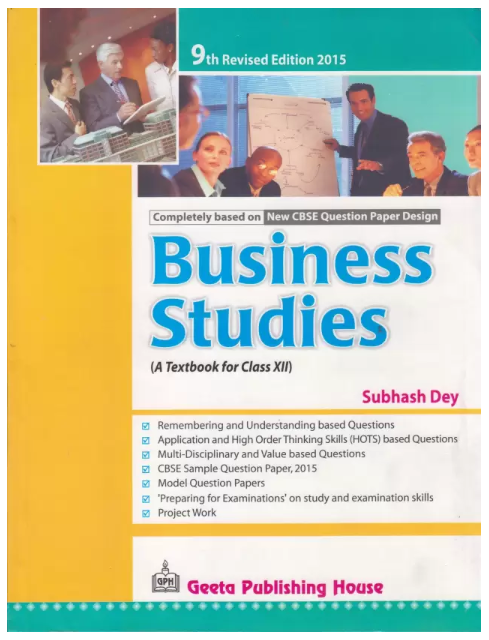 9th Revised Edition 2015
Completely based on New CBSE Question Paper Design
Business
Studies
(A Textbook for Class XII)
Subhash Dey
Remembering and Understanding based Questions
Application and High Order Thinking Skills (HOTS) based Questions
Multi-Disciplinary and Value based Questions
CBSE Sample Question Paper, 2015
Model Question Papers
'Preparing for Examinations' on study and examination skills
Project Work
GPH
Geeta Publishing House